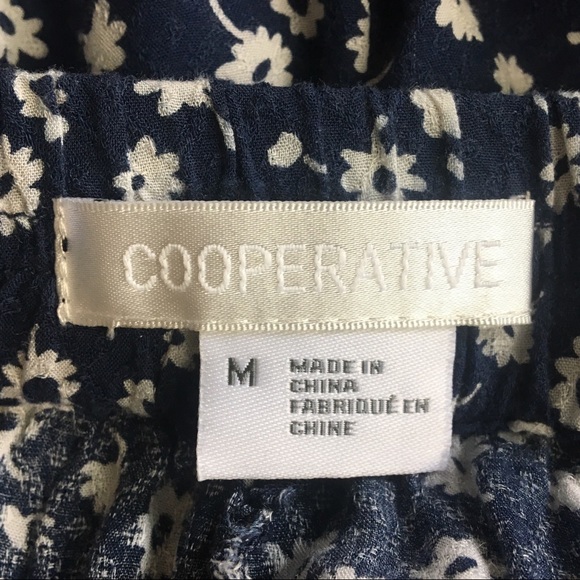 COOPERATIVE
M
MADE IN
CHINA
FABRIQUÉ EN
CHINE